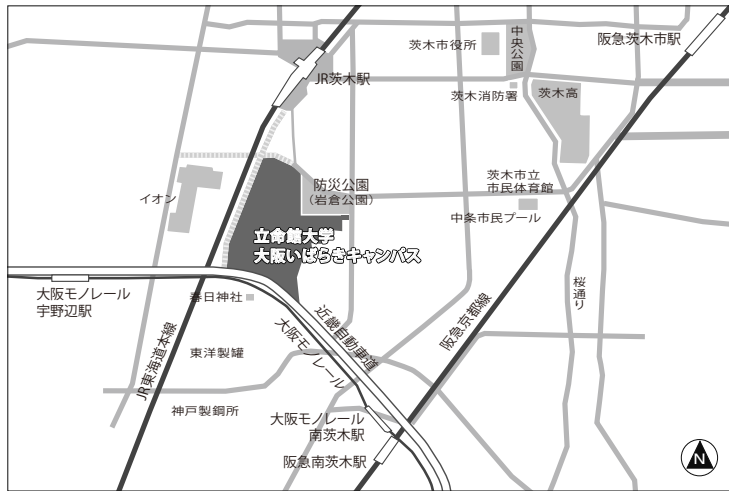 茨木市役所
中央公園
阪急茨木市駅
JR茨木駅
茨木消防署
茨木高
防災公園
(岩倉公園)
茨木市立
市民体育館
イオン
中条市民プール
立命館大学
大阪いばらきキャンパス
大阪モノレール
宇野辺駅
春日神社
桜通り
近畿自動車道
大阪モノレール
阪急京都線
JR東海道本線
東洋製罐
神戸製鋼所
大阪モノレール
南茨木駅
阪急南茨木駅
N